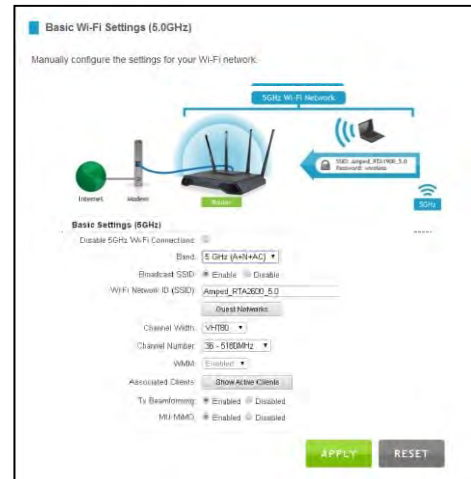 Basic Wi-Fi Settings (5.0GHz)
Manually configure the settings for your Wi-Fi network.
5GHz Wi-Fi Network
SSID: Amped_RTA1900_5.0
Password: wireless
Internet
Modem
Router
5GHz
Basic Settings (5GHz)
Disable 5GHz Wi-Fi Connections:
Band: 5 GHz (A+N+AC)
Broadcast SSID: Enable Disable
Wi-Fi Network ID (SSID): Amped_RTA2600_5.0
Guest Networks
Channel Width: VHT80
Channel Number: 36 - 5180MHz
WMM: Enabled
Associated Clients: Show Active Clients
Tx Beamforming: Enabled Disabled
MU-MIMO: Enabled Disabled
APPLY RESET